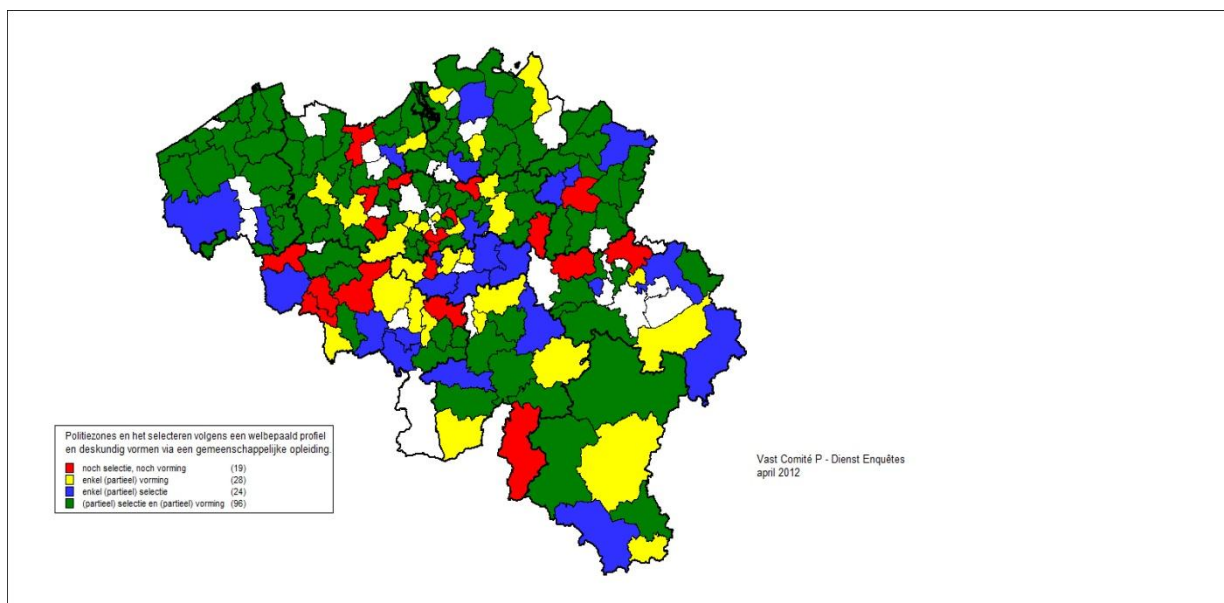 Politiezones en het selecteren volgens een welbepaald profiel
en deskundig vormen via een gemeenschappelijke opleiding.
noch selectie, noch vorming (19)
enkel (partieel) vorming (28)
enkel (partieel) selectie (24)
(partieel) selectie en (partieel) vorming (96)
Vast Comité P - Dienst Enquêtes
april 2012